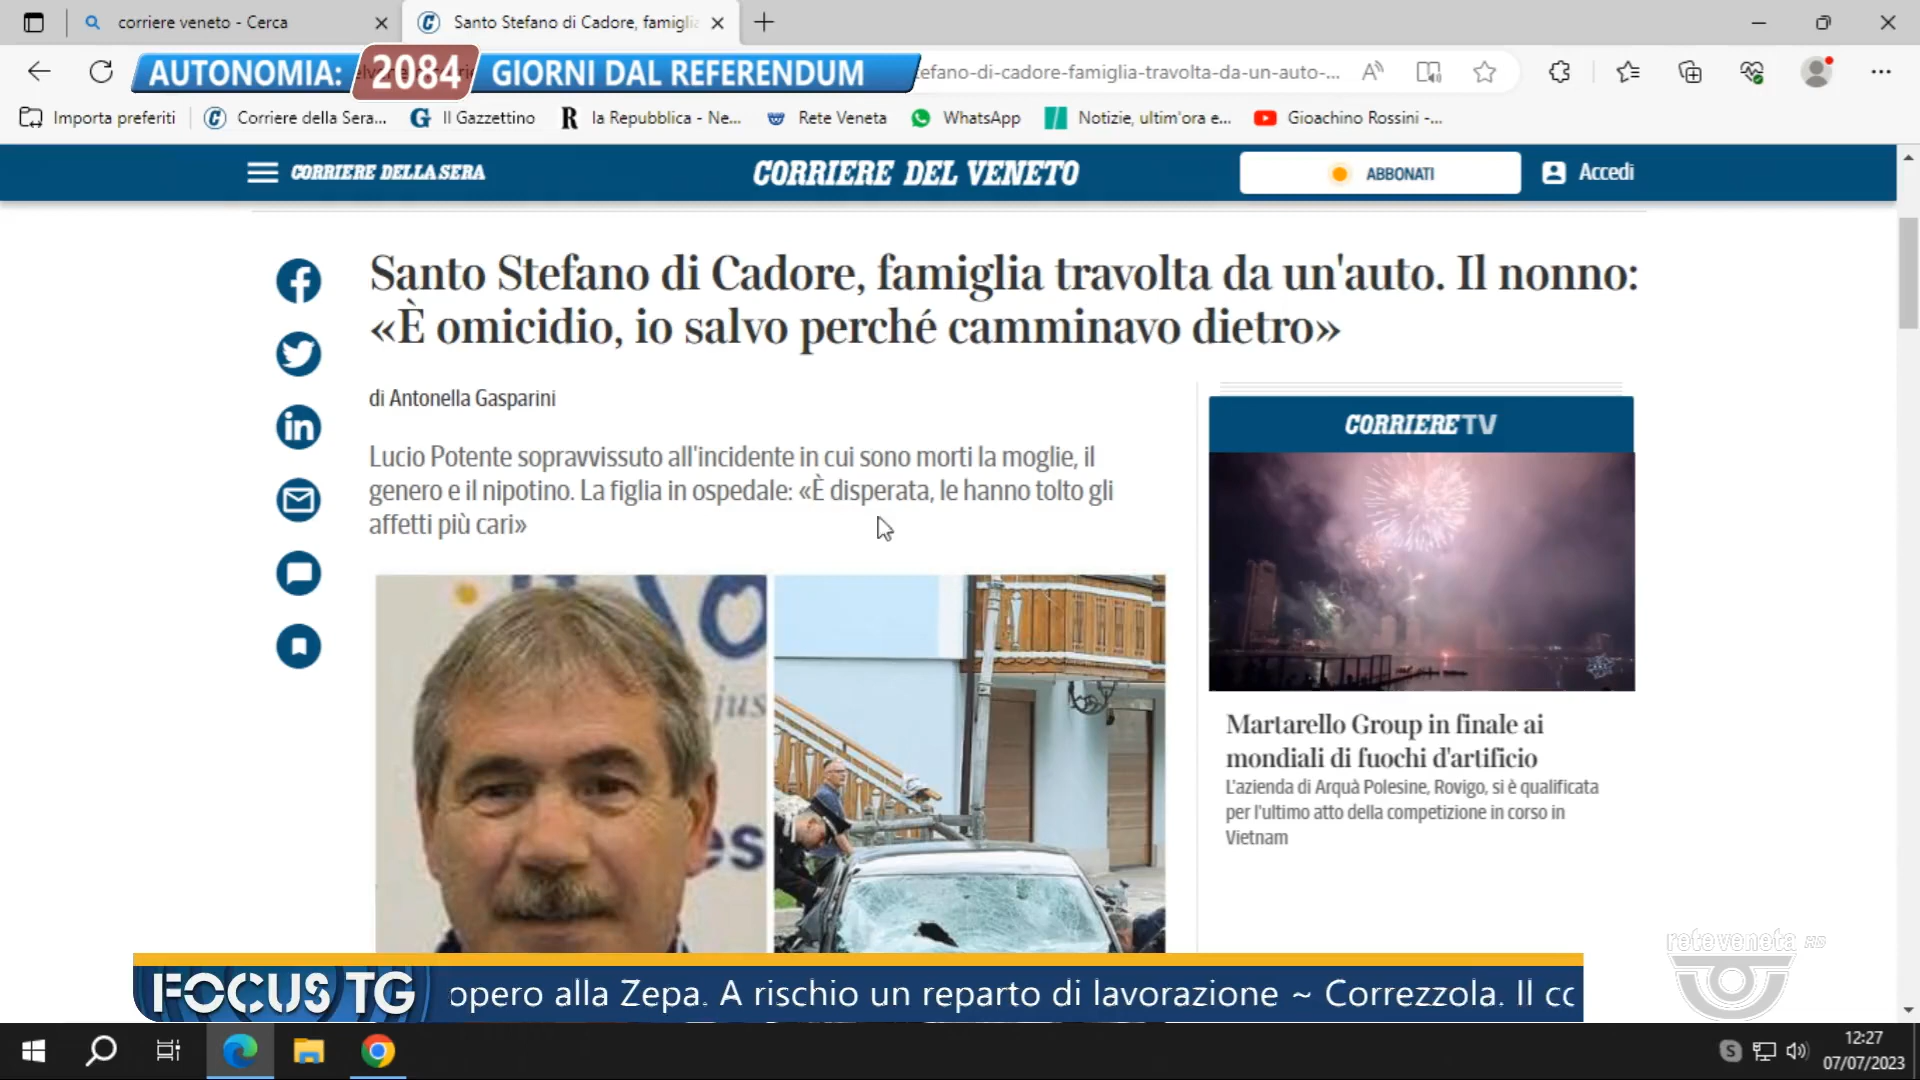 corriere veneto - Cerca
Santo Stefano di Cadore, famiglia
AUTONOMIA: 2084 GIORNI DAL REFERENDUM
efano-di-cadore-famiglia-travolta-da-un-auto-...
Importa preferiti
Corriere della Sera...
Il Gazzettino
la Repubblica - Ne...
Rete Veneta
WhatsApp
Notizie, ultim'ora e...
Gioachino Rossini -...
CORRIERE DELLA SERA
CORRIERE DEL VENETO
ABBONATI
Accedi
Santo Stefano di Cadore, famiglia travolta da un'auto. Il nonno:
«È omicidio, io salvo perché camminavo dietro»
di Antonella Gasparini
Lucio Potente sopravvissuto all'incidente in cui sono morti la moglie, il
genero e il nipotino. La figlia in ospedale: «È disperata, le hanno tolto gli
affetti più cari»
jus
es
CORRIERE TV
Martarello Group in finale ai
mondiali di fuochi d'artificio
L'azienda di Arquà Polesine, Rovigo, si è qualificata
per l'ultimo atto della competizione in corso in
Vietnam
reteveneta HD
FOCUS TG
opero alla Zepa. A rischio un reparto di lavorazione ~ Correzzola. Il cc
12:27
07/07/2023